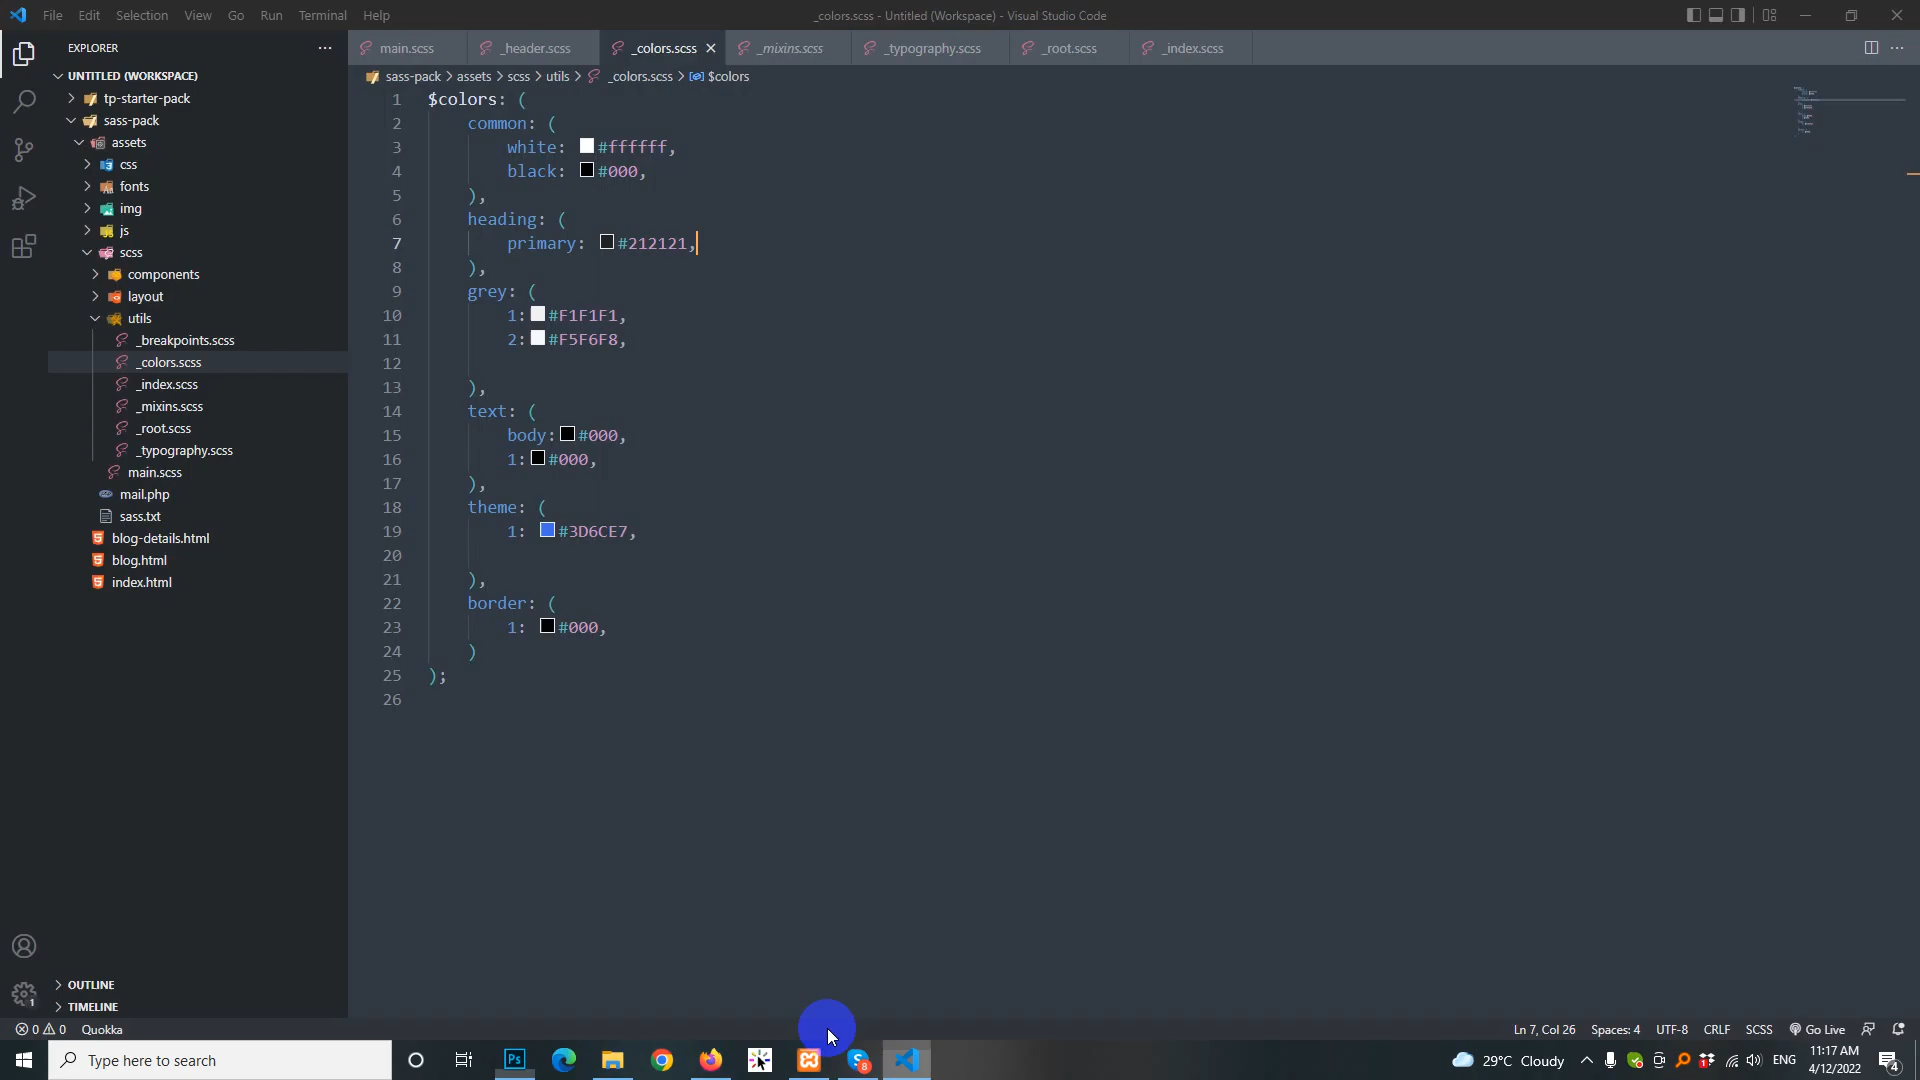 File Edit Selection View Go Run Terminal Help
_colors.scss - Untitled (Workspace) - Visual Studio Code
EXPLORER
UNTITLED (WORKSPACE)
tp-starter-pack
sass-pack
assets
css
fonts
img
js
scss
components
layout
utils
_breakpoints.scss
_colors.scss
_index.scss
_mixins.scss
_root.scss
_typography.scss
main.scss
mail.php
sass.txt
blog-details.html
blog.html
index.html
OUTLINE
TIMELINE
main.scss _header.scss _colors.scss _mixins.scss _typography.scss _root.scss _index.scss
sass-pack > assets > scss > utils > _colors.scss > $colors
1 $colors: (
2 common: (
3 white: #ffffff,
4 black: #000,
5 ),
6 heading: (
7 primary: #212121,
8 ),
9 grey: (
10 1: #F1F1F1,
11 2: #F5F6F8,
12
13 ),
14 text: (
15 body: #000,
16 1: #000,
17 ),
18 theme: (
19 1: #3D6CE7,
20
21 ),
22 border: (
23 1: #000,
24 )
25 );
26
1
0 0 Quokka
Ln 7, Col 26 Spaces: 4 UTF-8 CRLF SCSS Go Live
Type here to search
Ps
8
29°C Cloudy
1
ENG
11:17 AM
4/12/2022
4